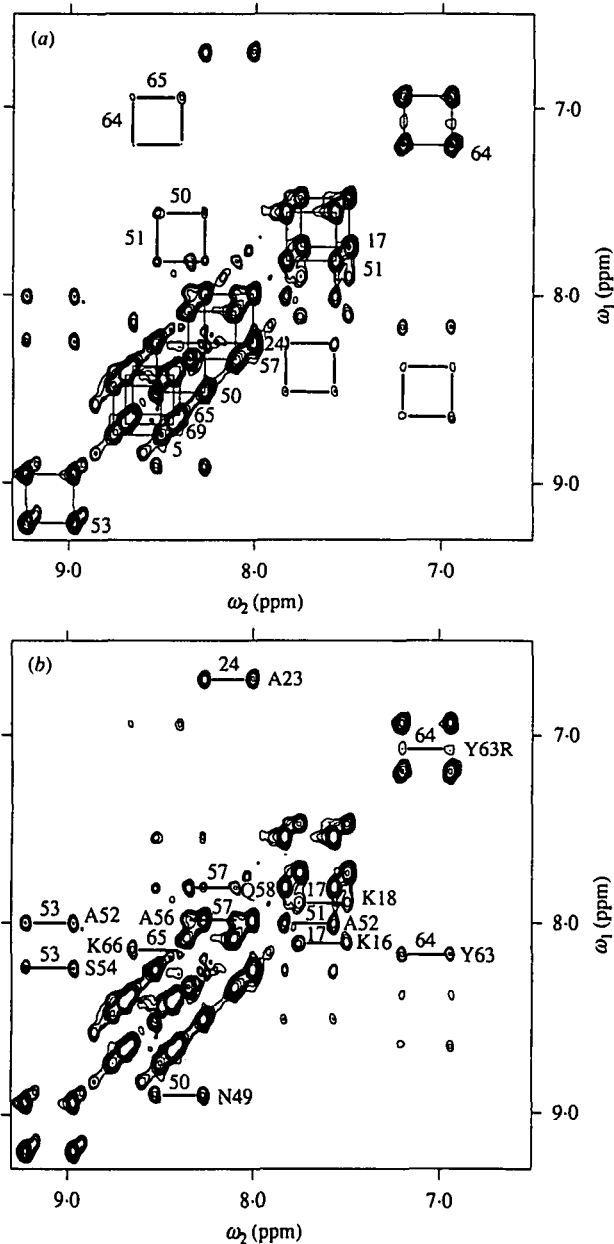 (a)
65
64
7.0
64
50
51
17
51
8.0
ω₁ (ppm)
24
57
50
65
69
5
9.0
53
9.0
8.0
7.0
ω₂ (ppm)
(b)
24
A23
7.0
64
Y63R
57
Q58
17
K18
53
A52
A56
57
51
A52
8.0
ω₁ (ppm)
K66
65
17
K16
64
Y63
53
S54
50
N49
9.0
9.0
8.0
7.0
ω₂ (ppm)